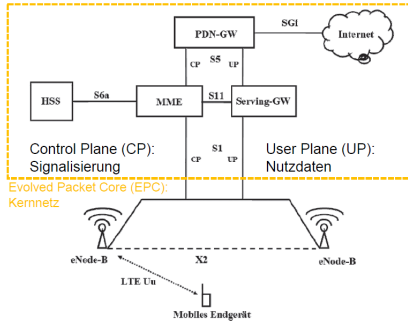 PDN-GW
SGi
Internet
CP
S5
UP
HSS
S6a
MME
S11
Serving-GW
Control Plane (CP):
Signalisierung
CP
S1
UP
User Plane (UP):
Nutzdaten
Evolved Packet Core (EPC):
Kernnetz
eNode-B
X2
eNode-B
LTE Uu
Mobiles Endgerät